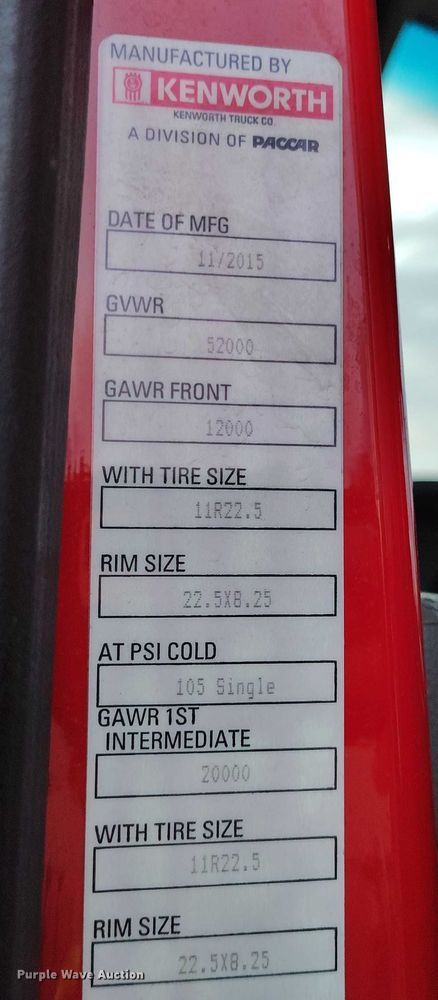 MANUFACTURED BY
KENWORTH
KENWORTH TRUCK CO.
A DIVISION OF PACCAR
DATE OF MFG
11/2015
GVWR
52000
GAWR FRONT
12000
WITH TIRE SIZE
11R22.5
RIM SIZE
22.5X8.25
AT PSI COLD
105 Single
GAWR 1ST
INTERMEDIATE
20000
WITH TIRE SIZE
11R22.5
RIM SIZE
22.5X8.25
Purple Wave Auction